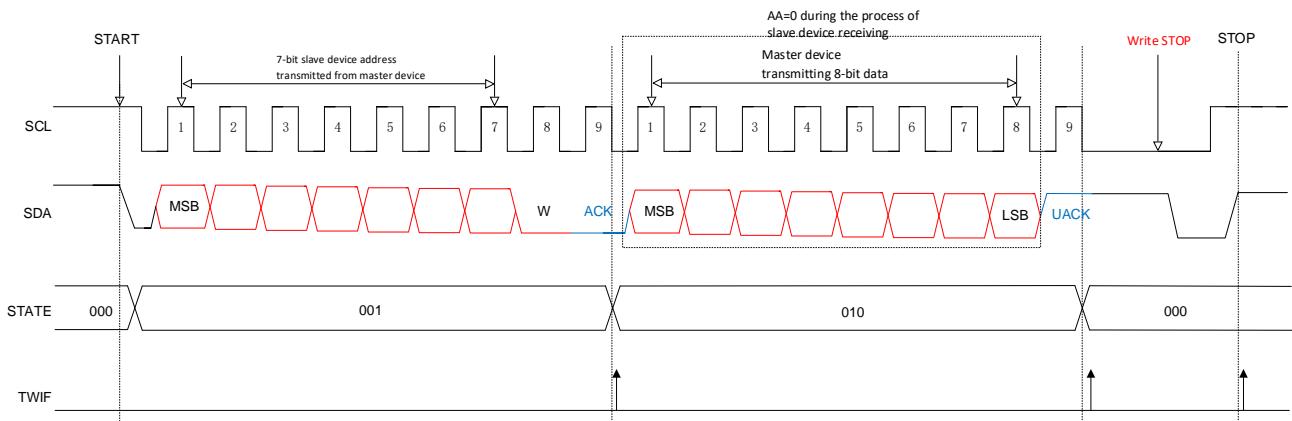 AA=0 during the process of
slave device receiving
START
7-bit slave device address
transmitted from master device
Master device
transmitting 8-bit data
Write STOP
STOP
SCL
1 2 3 4 5 6 7 8 9 1 2 3 4 5 6 7 8 9
SDA
MSB W ACK MSB LSB UACK
STATE
000 001 010 000
TWIF